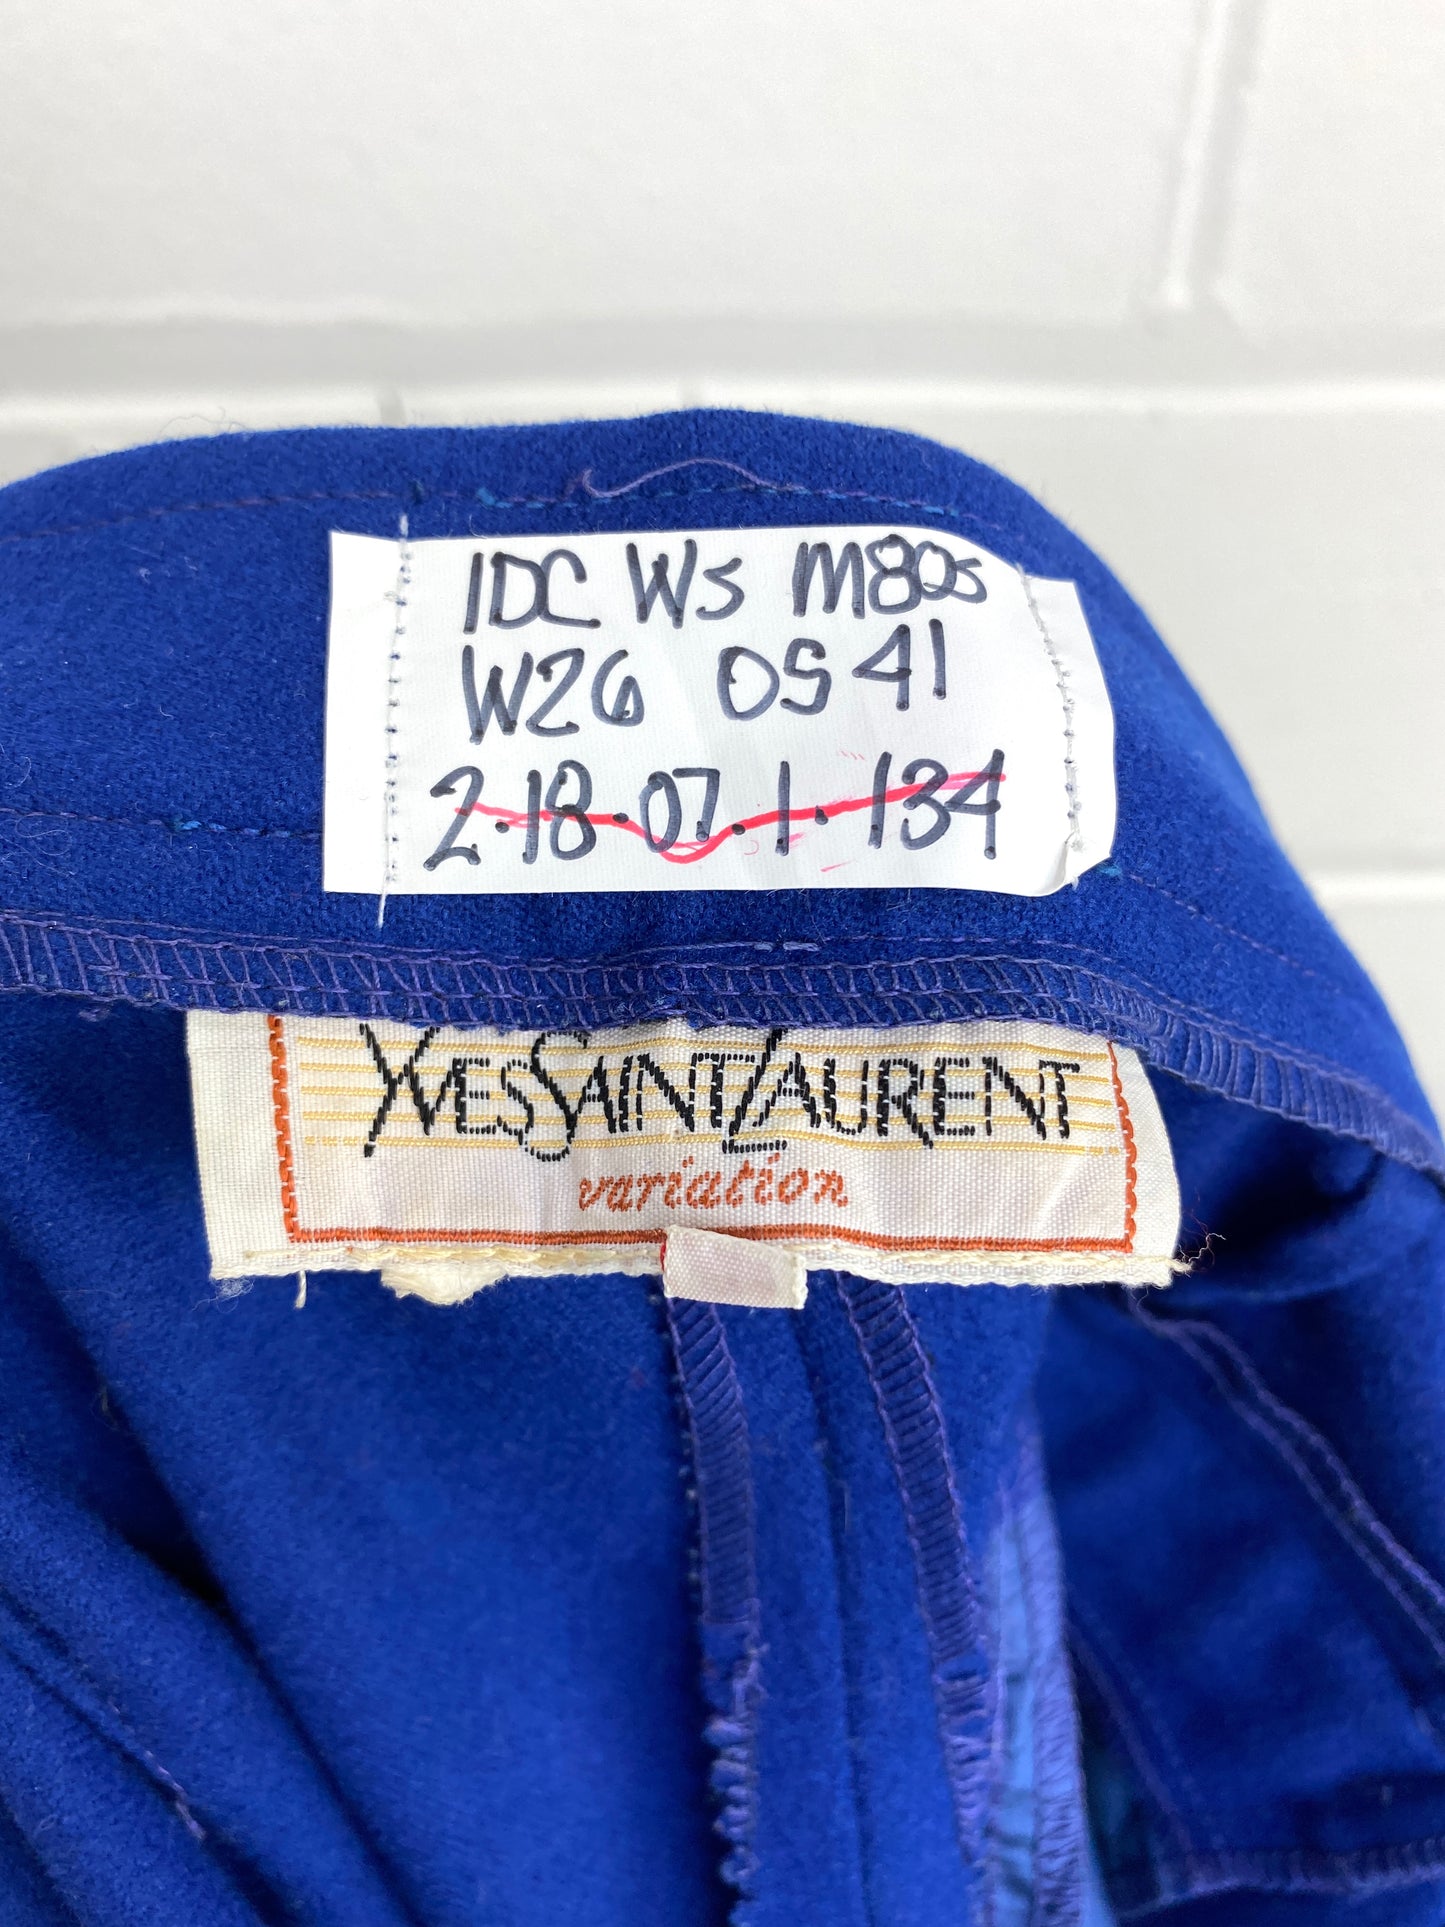 IDC WS M80s
W26 OS 41
2.18.07.1.134
YVESSAINTLAURENT
variation